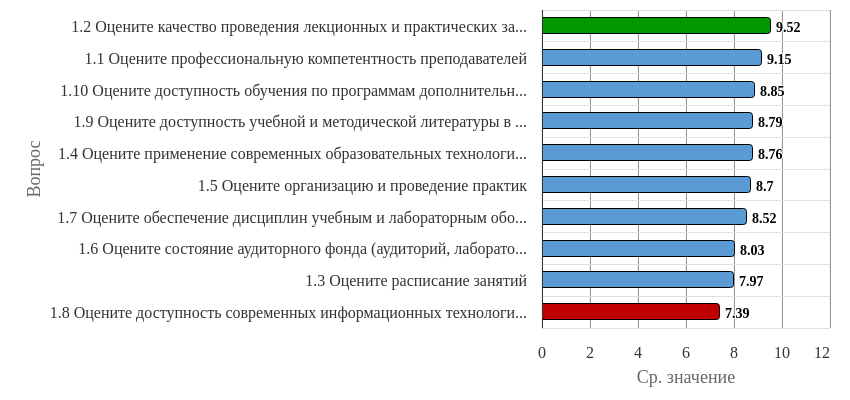 1.2 Оцените качество проведения лекционных и практических за... 9.52
1.1 Оцените профессиональную компетентность преподавателей 9.15
1.10 Оцените доступность обучения по программам дополнительн... 8.85
1.9 Оцените доступность учебной и методической литературы в ... 8.79
1.4 Оцените применение современных образовательных технологи... 8.76
1.5 Оцените организацию и проведение практик 8.7
1.7 Оцените обеспечение дисциплин учебным и лабораторным обо... 8.52
1.6 Оцените состояние аудиторного фонда (аудиторий, лаборато... 8.03
1.3 Оцените расписание занятий 7.97
1.8 Оцените доступность современных информационных технологи... 7.39
Вопрос
0 2 4 6 8 10 12
Ср. значение